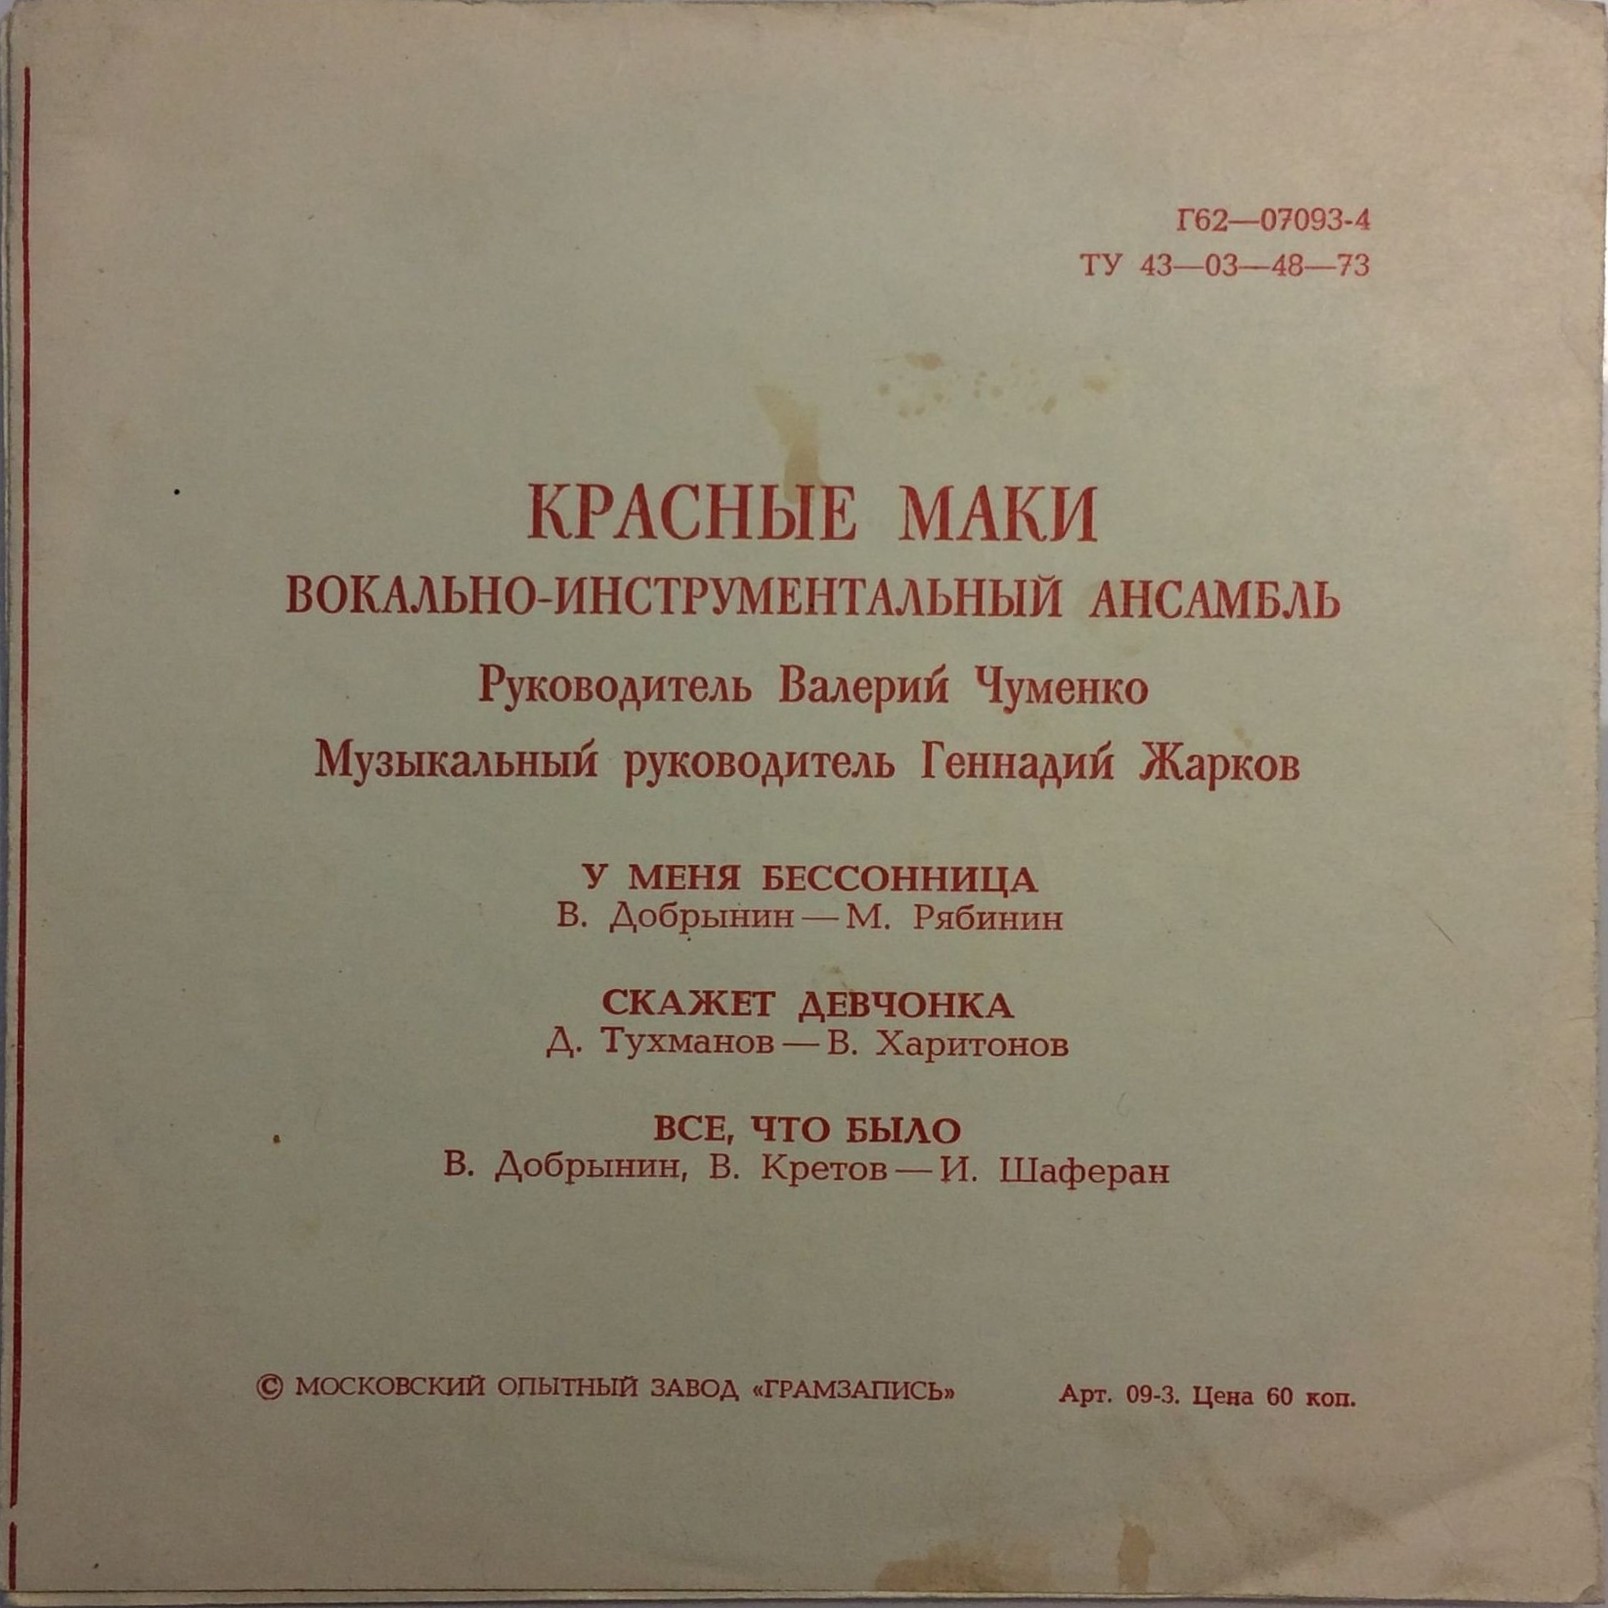 Г62—07093-4
ТУ 43—03—48—73
КРАСНЫЕ МАКИ
ВОКАЛЬНО-ИНСТРУМЕНТАЛЬНЫЙ АНСАМБЛЬ
Руководитель Валерий Чуменко
Музыкальный руководитель Геннадий Жарков
У МЕНЯ БЕССОННИЦА
В. Добрынин — М. Рябинин
СКАЖЕТ ДЕВЧОНКА
Д. Тухманов — В. Харитонов
ВСЕ, ЧТО БЫЛО
В. Добрынин, В. Кретов — И. Шаферан
© МОСКОВСКИЙ ОПЫТНЫЙ ЗАВОД «ГРАМЗАПИСЬ» Арт. 09-3. Цена 60 коп.